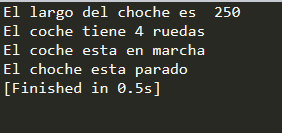 El largo del choche es  250
El coche tiene 4 ruedas
El coche esta en marcha
El choche esta parado
[Finished in 0.5s]